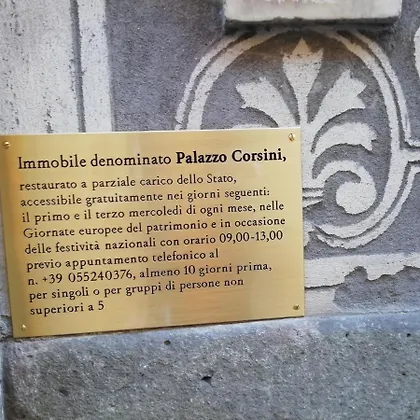 Immobile denominato Palazzo Corsini,
restaurato a parziale carico dello Stato,
accessibile gratuitamente nei giorni seguenti:
il primo e il terzo mercoledi di ogni mese, nelle
Giornate europee del patrimonio e in occasione
delle festività nazionali con orario 09,00-13,00
previo appuntamento telefonico al
n. +39 055240376, almeno 10 giorni prima,
per singoli o per gruppi di persone non
superiori a 5